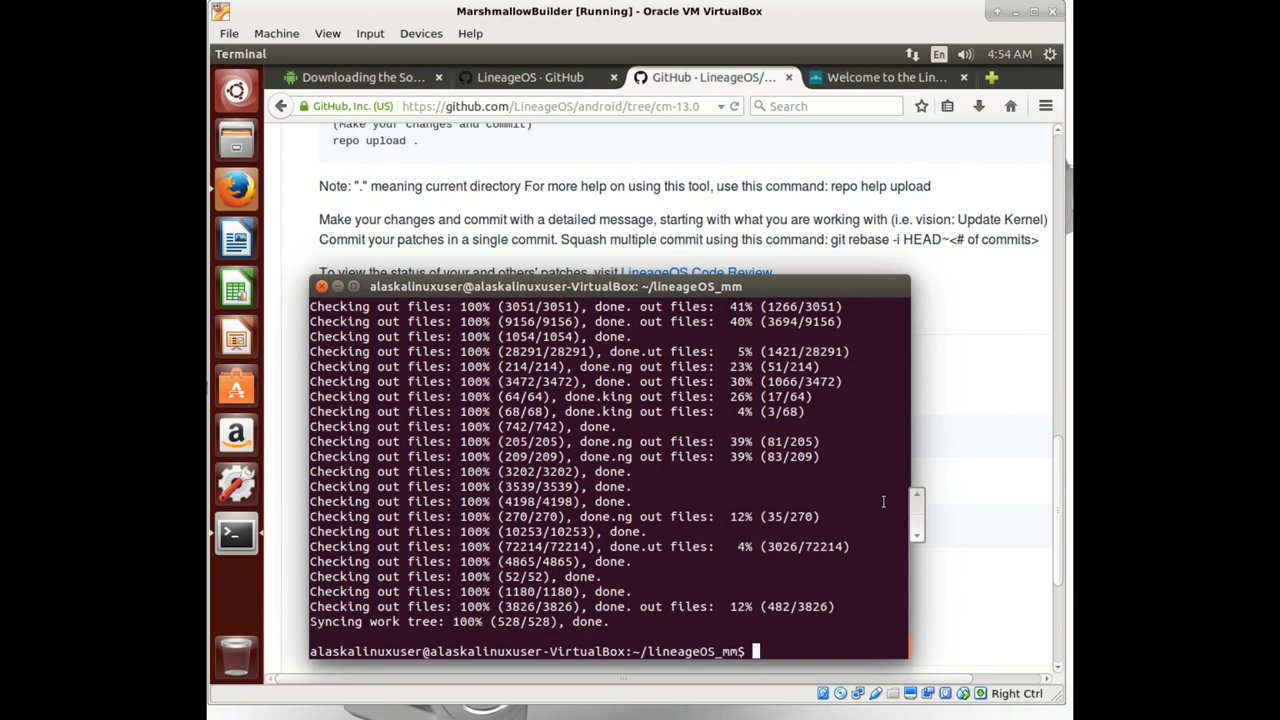 MarshmallowBuilder [Running] - Oracle VM VirtualBox
File Machine View Input Devices Help
Terminal En 4:54 AM
Downloading the So... × LineageOS · GitHub × GitHub - LineageOS/... × Welcome to the Lin... ×
GitHub, Inc. (US) https://github.com/LineageOS/android/tree/cm-13.0 Search
(Make your changes and commit)
repo upload .
Note: "." meaning current directory For more help on using this tool, use this command: repo help upload
Make your changes and commit with a detailed message, starting with what you are working with (i.e. vision: Update Kernel)
Commit your patches in a single commit. Squash multiple commit using this command: git rebase -i HEAD~<# of commits>
To view the status of your and others' patches, visit LineageOS Code Review
alaskalinuxuser@alaskalinuxuser-VirtualBox: ~/lineageOS_mm
Checking out files: 100% (3051/3051), done. out files:  41% (1266/3051)
Checking out files: 100% (9156/9156), done. out files:  40% (3694/9156)
Checking out files: 100% (1054/1054), done.
Checking out files: 100% (28291/28291), done.ut files:   5% (1421/28291)
Checking out files: 100% (214/214), done.ng out files:  23% (51/214)
Checking out files: 100% (3472/3472), done. out files:  30% (1066/3472)
Checking out files: 100% (64/64), done.king out files:  26% (17/64)
Checking out files: 100% (68/68), done.king out files:   4% (3/68)
Checking out files: 100% (742/742), done.
Checking out files: 100% (205/205), done.ng out files:  39% (81/205)
Checking out files: 100% (209/209), done.ng out files:  39% (83/209)
Checking out files: 100% (3202/3202), done.
Checking out files: 100% (3539/3539), done.
Checking out files: 100% (4198/4198), done.
Checking out files: 100% (270/270), done.ng out files:  12% (35/270)
Checking out files: 100% (10253/10253), done.
Checking out files: 100% (72214/72214), done.ut files:   4% (3026/72214)
Checking out files: 100% (4865/4865), done.
Checking out files: 100% (52/52), done.
Checking out files: 100% (1180/1180), done.
Checking out files: 100% (3826/3826), done. out files:  12% (482/3826)
Syncing work tree: 100% (528/528), done.
alaskalinuxuser@alaskalinuxuser-VirtualBox:~/lineageOS_mm$
Right Ctrl